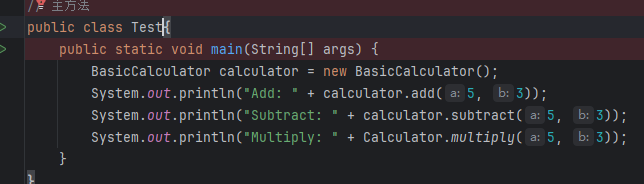 // 主方法
public class Test{
public static void main(String[] args) {
BasicCalculator calculator = new BasicCalculator();
System.out.println("Add: " + calculator.add( a: 5, b: 3));
System.out.println("Subtract: " + calculator.subtract( a: 5, b: 3));
System.out.println("Multiply: " + Calculator.multiply( a: 5, b: 3));
}
}